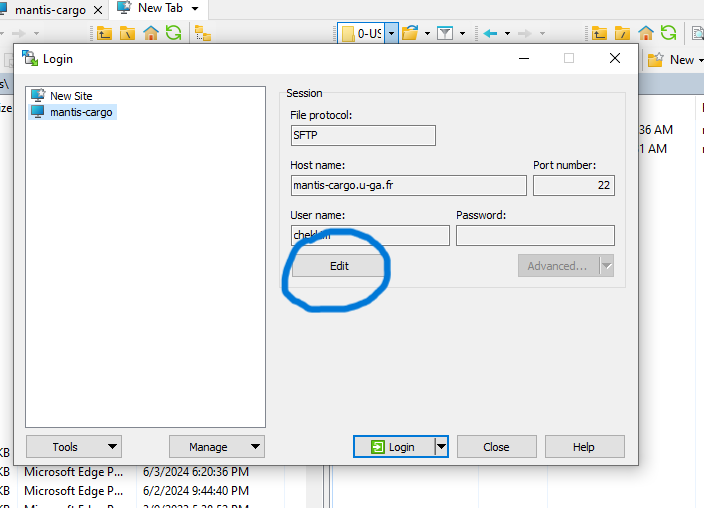 mantis-cargo
New Tab
0-US
s\
New
Login
ize
New Site
mantis-cargo
Session
File protocol:
SFTP
36 AM
1 AM
Host name:
Port number:
mantis-cargo.u-ga.fr
22
User name:
Password:
Edit
Advanced...
Tools
Manage
Login
Close
Help
KB Microsoft Edge P... 6/3/2024 6:20:36 PM
KB Microsoft Edge P... 6/2/2024 9:44:40 PM